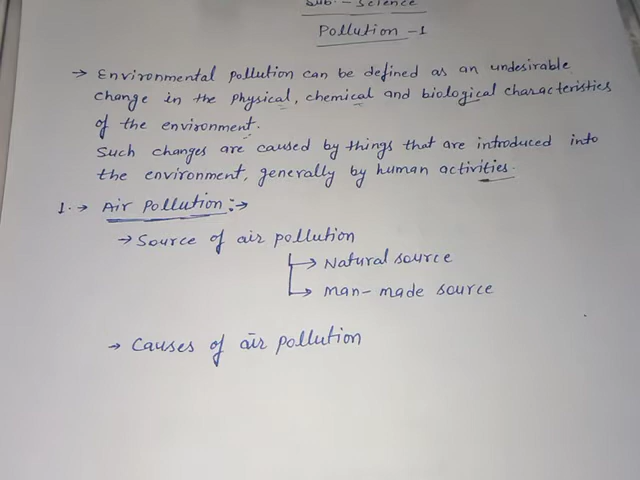 Sub:- Science
Pollution -1
→ Environmental pollution can be defined as an undesirable
change in the physical, chemical and biological characteristics
of the environment.
Such changes are caused by things that are introduced into
the environment, generally by human activities.
1. → Air Pollution :→
→ Source of air pollution
→ Natural source
→ Man-made source
→ Causes of air pollution